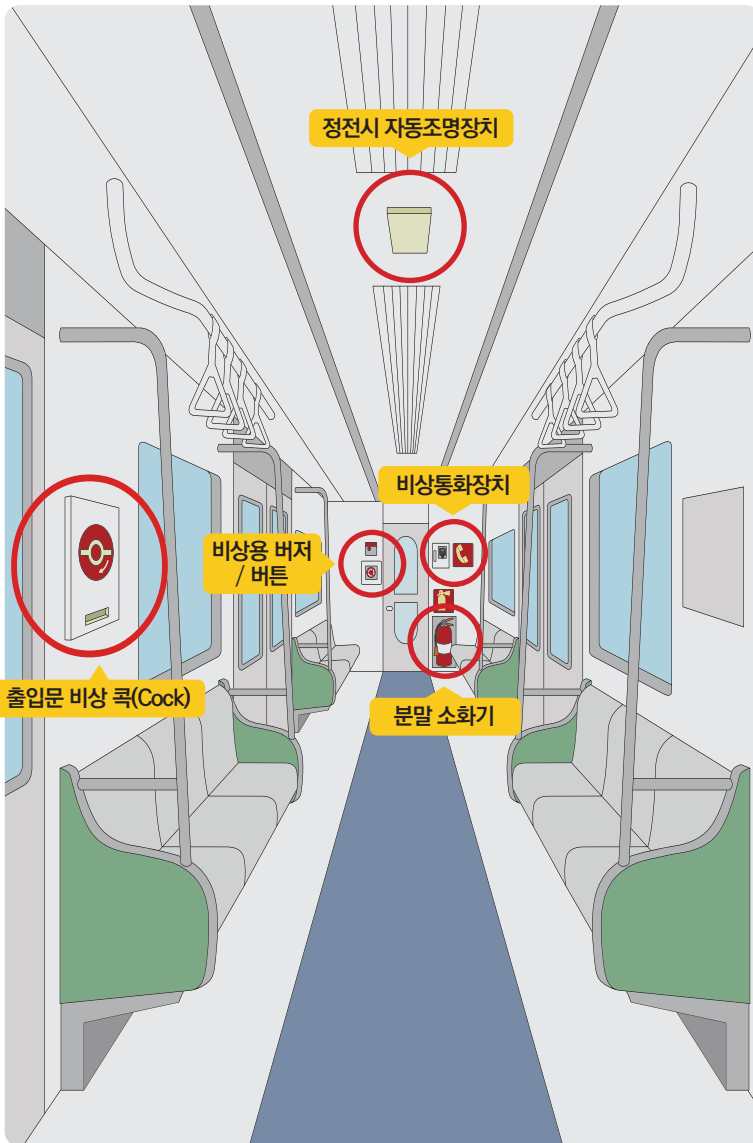 정전시 자동조명장치
비상통화장치
비상용 버저
/ 버튼
출입문 비상 콕(Cock)
분말 소화기